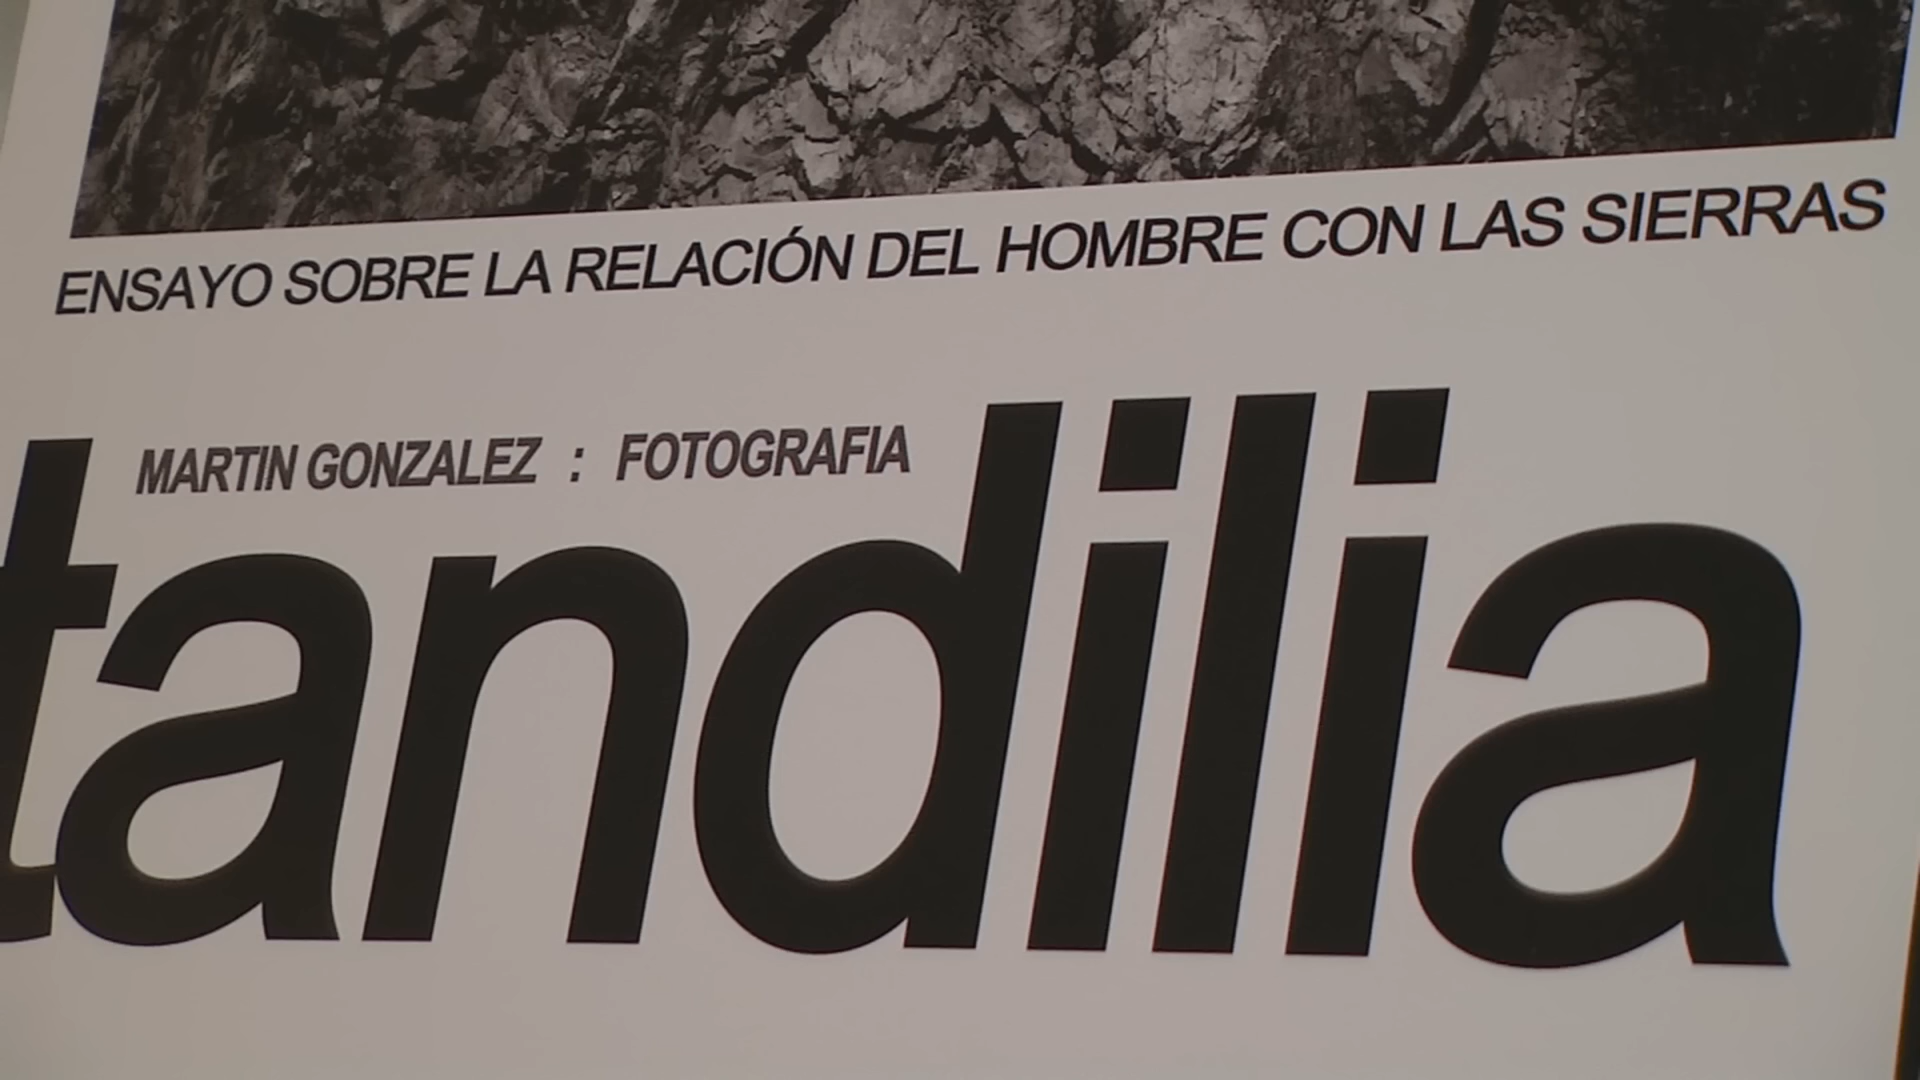 ENSAYO SOBRE LA RELACIÓN DEL HOMBRE CON LAS SIERRAS
MARTIN GONZALEZ : FOTOGRAFIA
tandilia